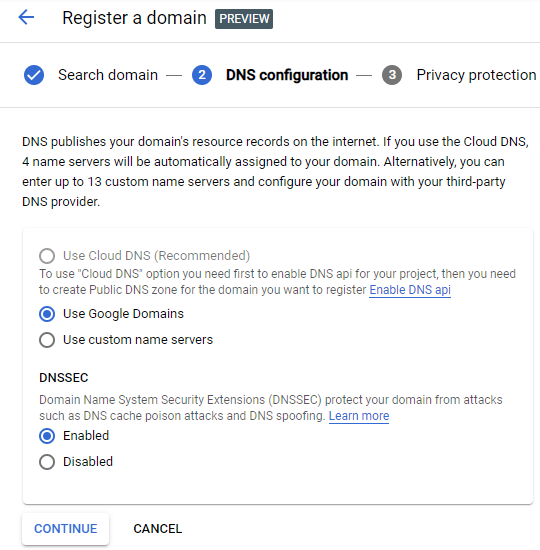 Register a domain PREVIEW
Search domain — 2 DNS configuration — 3 Privacy protection
DNS publishes your domain's resource records on the internet. If you use the Cloud DNS,
4 name servers will be automatically assigned to your domain. Alternatively, you can
enter up to 13 custom name servers and configure your domain with your third-party
DNS provider.
Use Cloud DNS (Recommended)
To use "Cloud DNS" option you need first to enable DNS api for your project, then you need
to create Public DNS zone for the domain you want to register Enable DNS api
Use Google Domains
Use custom name servers
DNSSEC
Domain Name System Security Extensions (DNSSEC) protect your domain from attacks
such as DNS cache poison attacks and DNS spoofing. Learn more
Enabled
Disabled
CONTINUE CANCEL